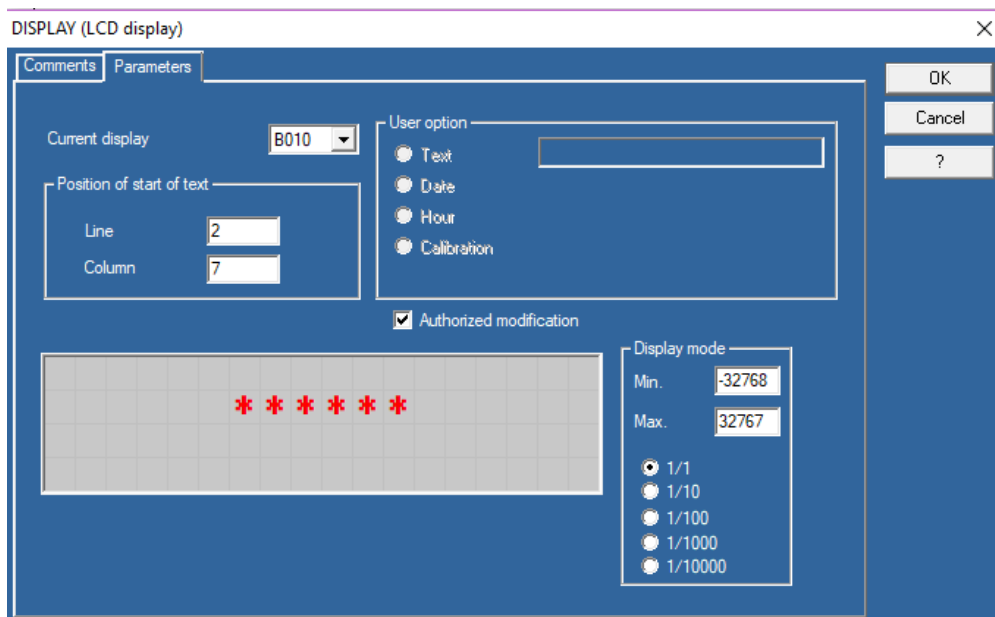 DISPLAY (LCD display)
Comments
Parameters
OK
Cancel
?
Current display
B010
Position of start of text
Line
2
Column
7
User option
Text
Date
Hour
Calibration
Authorized modification
******
Display mode
Min.
-32768
Max.
32767
1/1
1/10
1/100
1/1000
1/10000